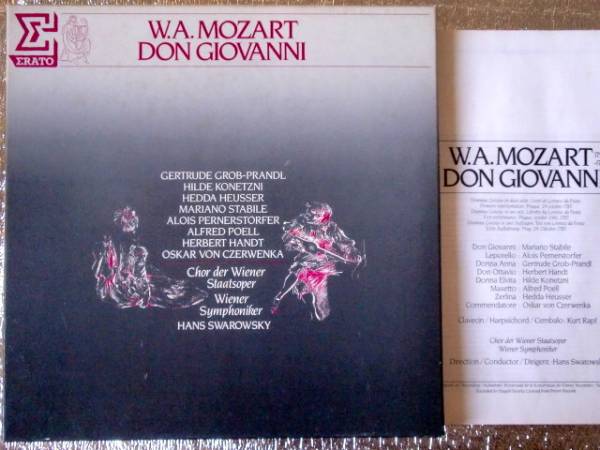 ERATO
W.A. MOZART
DON GIOVANNI
GERTRUDE GROB-PRANDL
HILDE KONETZNI
HEDDA HEUSSER
MARIANO STABILE
ALOIS PERNERSTORFER
ALFRED POELL
HERBERT HANDT
OSKAR VON CZERWENKA
Chor der Wiener
Staatsoper
Wiener
Symphoniker
HANS SWAROWSKY
W.A. MOZART
DON GIOVANNI
Don Giovanni : Mariano Stabile
Leporello : Alois Pernerstorfer
Donna Anna : Gertrude Grob-Prandl
Don Ottavio : Herbert Handt
Donna Elvira : Hilde Konetzni
Masetto : Alfred Poell
Zerlina : Hedda Heusser
Commendatore : Oskar von Czerwenka
Clavecin / Harpsichord / Cembalo : Kurt Rapf
Chor der Wiener Staatsoper
Wiener Symphoniker
Direction / Conductor / Dirigent : Hans Swarowsky